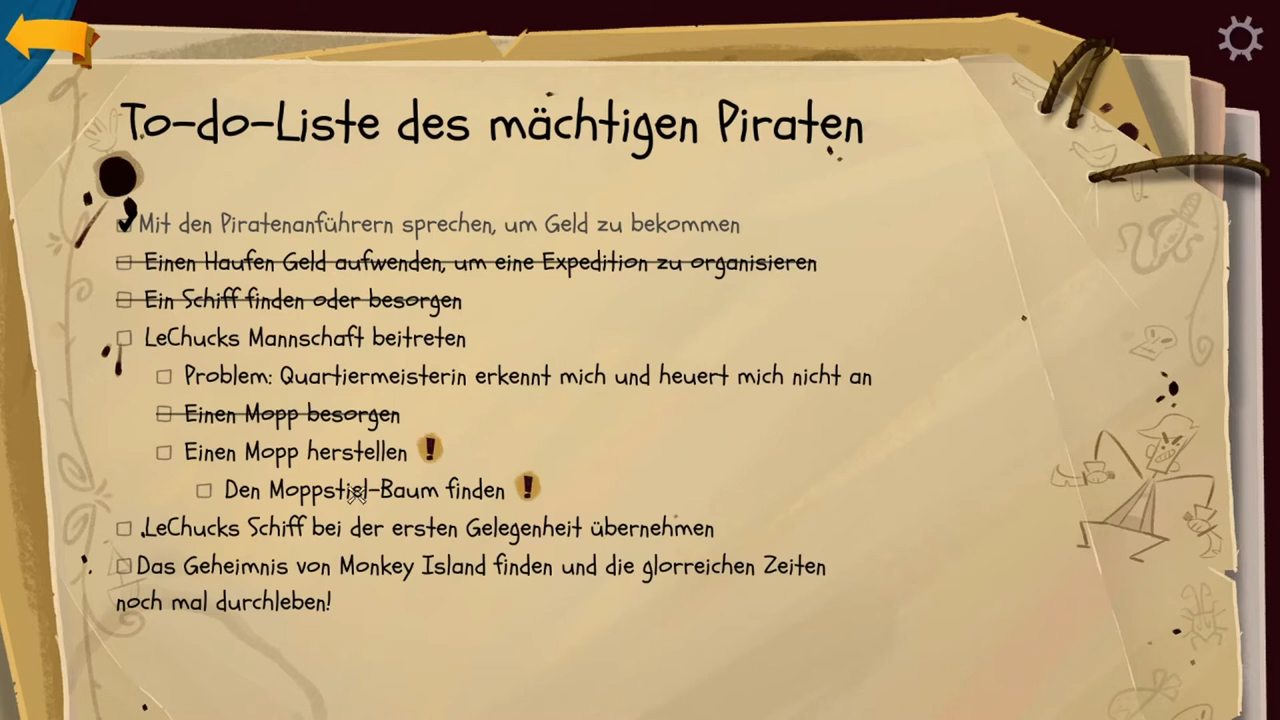 To-do-Liste des mächtigen Piraten
Mit den Piratenanführern sprechen, um Geld zu bekommen
Einen Haufen Geld aufwenden, um eine Expedition zu organisieren
Ein Schiff finden oder besorgen
LeChucks Mannschaft beitreten
Problem: Quartiermeisterin erkennt mich und heuert mich nicht an
Einen Mopp besorgen
Einen Mopp herstellen !
Den Moppstiel-Baum finden !
LeChucks Schiff bei der ersten Gelegenheit übernehmen
Das Geheimnis von Monkey Island finden und die glorreichen Zeiten
noch mal durchleben!